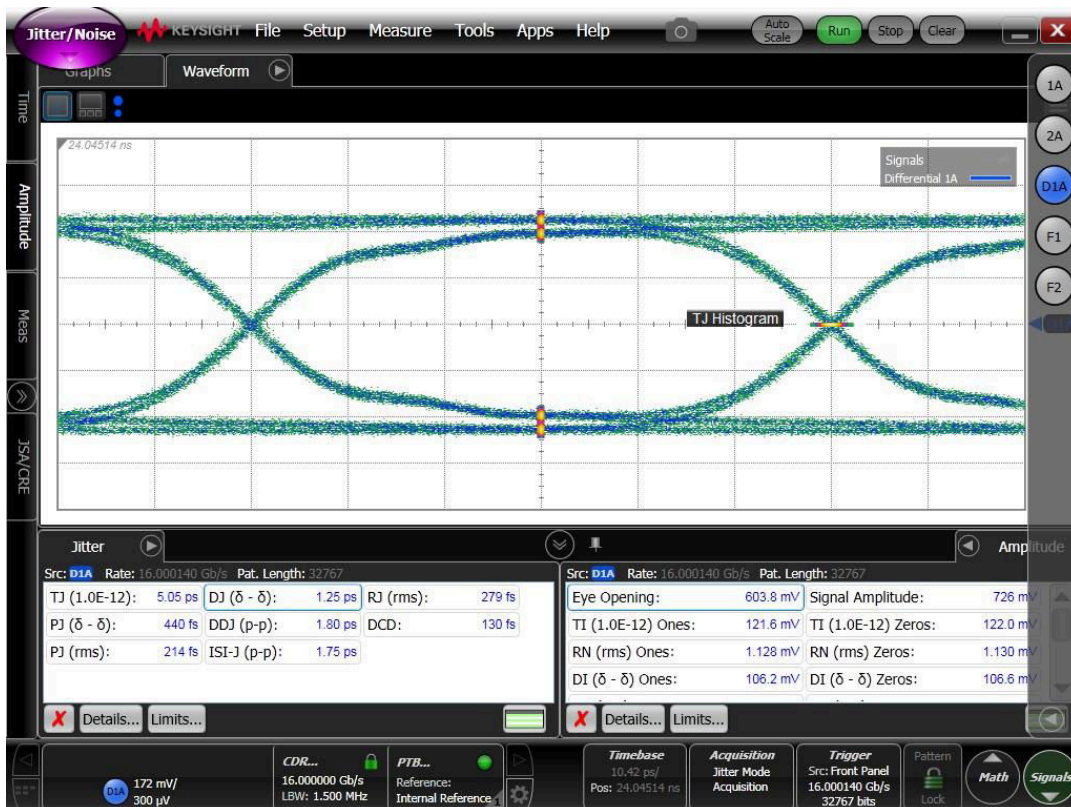 Jitter/Noise
KEYSIGHT File Setup Measure Tools Apps Help
Auto Scale
Run Stop Clear
Graphs Waveform
Time
Amplitude
Meas
JSA/CRE
24.04514 ns
Signals
Differential 1A
1A
2A
D1A
F1
F2
TJ Histogram
Jitter
Src: D1A Rate: 16.000140 Gb/s Pat. Length: 32767
TJ (1.0E-12): 5.05 ps DJ (δ - δ): 1.25 ps RJ (rms): 279 fs
PJ (δ - δ): 440 fs DDJ (p-p): 1.80 ps DCD: 130 fs
PJ (rms): 214 fs ISI-J (p-p): 1.75 ps
Details... Limits...
Amplitude
Src: D1A Rate: 16.000140 Gb/s Pat. Length: 32767
Eye Opening: 603.8 mV Signal Amplitude: 726 mV
TI (1.0E-12) Ones: 121.6 mV TI (1.0E-12) Zeros: 122.0 mV
RN (rms) Ones: 1.128 mV RN (rms) Zeros: 1.130 mV
DI (δ - δ) Ones: 106.2 mV DI (δ - δ) Zeros: 106.6 mV
Details... Limits...
D1A 172 mV/
300 µV
CDR...
16.000000 Gb/s
LBW: 1.500 MHz
PTB...
Reference:
Internal Reference
Timebase
10.42 ps/
Pos: 24.04514 ns
Acquisition
Jitter Mode
Acquisition
Trigger
Src: Front Panel
16.000140 Gb/s
32767 bits
Pattern
Lock
Math
Signals